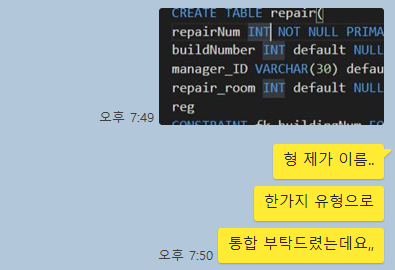 CREATE TABLE repair(
repairNum INT NOT NULL PRIMA
buildNumber INT default NULL
manager_ID VARCHAR(30) defau
repair_room INT default NULL
reg
CONSTRAINT fk_buildingNum FO
오후 7:49
형 제가 이름..
한가지 유형으로
통합 부탁드렸는데요,,
오후 7:50